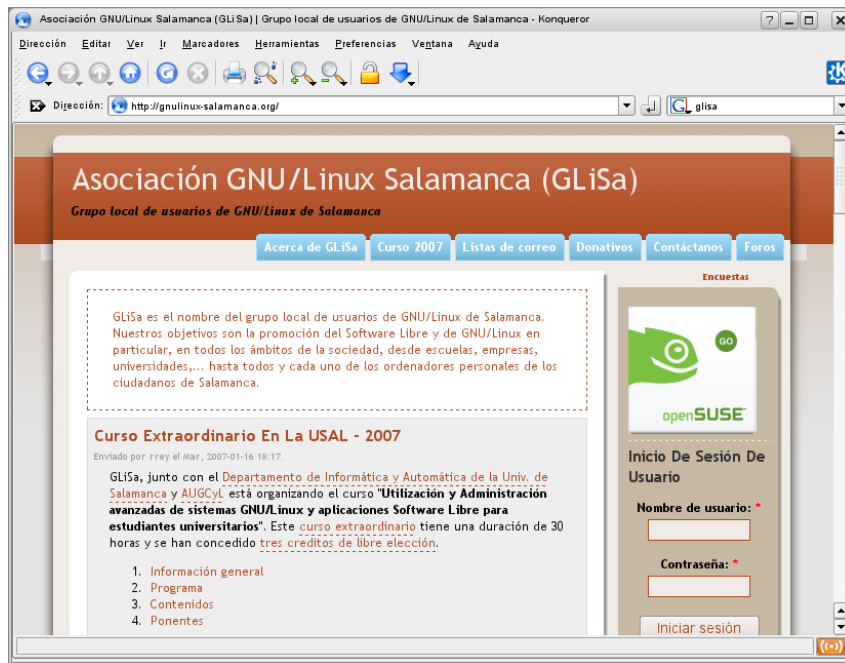 Asociación GNU/Linux Salamanca (GLiSa) | Grupo local de usuarios de GNU/Linux de Salamanca - Konqueror
Dirección Editar Ver Ir Marcadores Herramientas Preferencias Ventana Ayuda
Dirección: http://gnulinux-salamanca.org/ glisa
Asociación GNU/Linux Salamanca (GLiSa)
Grupo local de usuarios de GNU/Linux de Salamanca
Acerca de GLiSa Curso 2007 Listas de correo Donativos Contáctanos Foros
Encuestas
GLiSa es el nombre del grupo local de usuarios de GNU/Linux de Salamanca.
Nuestros objetivos son la promoción del Software Libre y de GNU/Linux en
particular, en todos los ámbitos de la sociedad, desde escuelas, empresas,
universidades,... hasta todos y cada uno de los ordenadores personales de los
ciudadanos de Salamanca.
Curso Extraordinario En La USAL - 2007
Enviado por rrey el Mar, 2007-01-16 18:17.
GLiSa, junto con el Departamento de Informática y Automática de la Univ. de
Salamanca y AUGCyL está organizando el curso "Utilización y Administración
avanzadas de sistemas GNU/Linux y aplicaciones Software Libre para
estudiantes universitarios". Este curso extraordinario tiene una duración de 30
horas y se han concedido tres creditos de libre elección.
1. Información general
2. Programa
3. Contenidos
4. Ponentes
GO
openSUSE
Inicio De Sesión De
Usuario
Nombre de usuario: *
Contraseña: *
Iniciar sesión